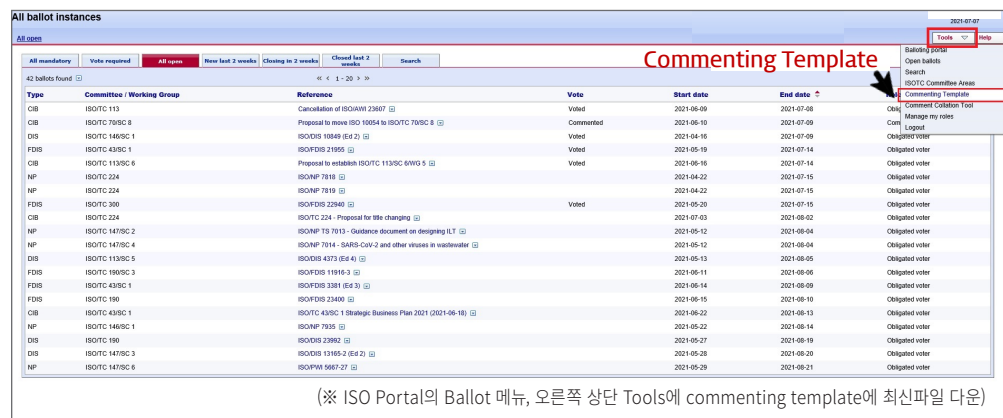 All ballot instances
2021-07-07
All open
Tools
Help
All mandatory Vote required All open New last 2 weeks Closing in 2 weeks Closed last 2 weeks Search
Commenting Template
Balloting portal
Open ballots
Search
ISOTC Committee Areas
Commenting Template
Comment Collation Tool
Manage my roles
Logout
42 ballots found
« < 1 - 20 > »
Type Committee / Working Group Reference Vote Start date End date
CIB ISO/TC 113 Cancellation of ISO/AWI 23607 Voted 2021-06-09 2021-07-08
CIB ISO/TC 70/SC 8 Proposal to move ISO 10054 to ISO/TC 70/SC 8 Commented 2021-06-10 2021-07-09
DIS ISO/TC 146/SC 1 ISO/DIS 10849 (Ed 2) Voted 2021-04-16 2021-07-09 Obligated voter
FDIS ISO/TC 43/SC 1 ISO/FDIS 21955 Voted 2021-05-19 2021-07-14 Obligated voter
CIB ISO/TC 113/SC 6 Proposal to establish ISO/TC 113/SC 6/WG 5 Voted 2021-06-16 2021-07-14 Obligated voter
NP ISO/TC 224 ISO/NP 7818 2021-04-22 2021-07-15 Obligated voter
NP ISO/TC 224 ISO/NP 7819 2021-04-22 2021-07-15 Obligated voter
FDIS ISO/TC 300 ISO/FDIS 22940 Voted 2021-05-20 2021-07-15 Obligated voter
CIB ISO/TC 224 ISO/TC 224 - Proposal for title changing 2021-07-03 2021-08-02 Obligated voter
NP ISO/TC 147/SC 2 ISO/NP TS 7013 - Guidance document on designing ILT 2021-05-12 2021-08-04 Obligated voter
NP ISO/TC 147/SC 4 ISO/NP 7014 - SARS-CoV-2 and other viruses in wastewater 2021-05-12 2021-08-04 Obligated voter
DIS ISO/TC 113/SC 5 ISO/DIS 4373 (Ed 4) 2021-05-13 2021-08-05 Obligated voter
FDIS ISO/TC 190/SC 3 ISO/FDIS 11916-3 2021-06-11 2021-08-06 Obligated voter
FDIS ISO/TC 43/SC 1 ISO/FDIS 3381 (Ed 3) 2021-06-14 2021-08-09 Obligated voter
FDIS ISO/TC 190 ISO/FDIS 23400 2021-06-15 2021-08-10 Obligated voter
CIB ISO/TC 43/SC 1 ISO/TC 43/SC 1 Strategic Business Plan 2021 (2021-06-18) 2021-06-22 2021-08-13 Obligated voter
NP ISO/TC 146/SC 1 ISO/NP 7935 2021-05-22 2021-08-14 Obligated voter
DIS ISO/TC 190 ISO/DIS 23992 2021-05-27 2021-08-19 Obligated voter
DIS ISO/TC 147/SC 3 ISO/DIS 13165-2 (Ed 2) 2021-05-28 2021-08-20 Obligated voter
NP ISO/TC 147/SC 6 ISO/PWI 5667-27 2021-05-29 2021-08-21 Obligated voter
(※ ISO Portal의 Ballot 메뉴, 오른쪽 상단 Tools에 commenting template에 최신파일 다운)